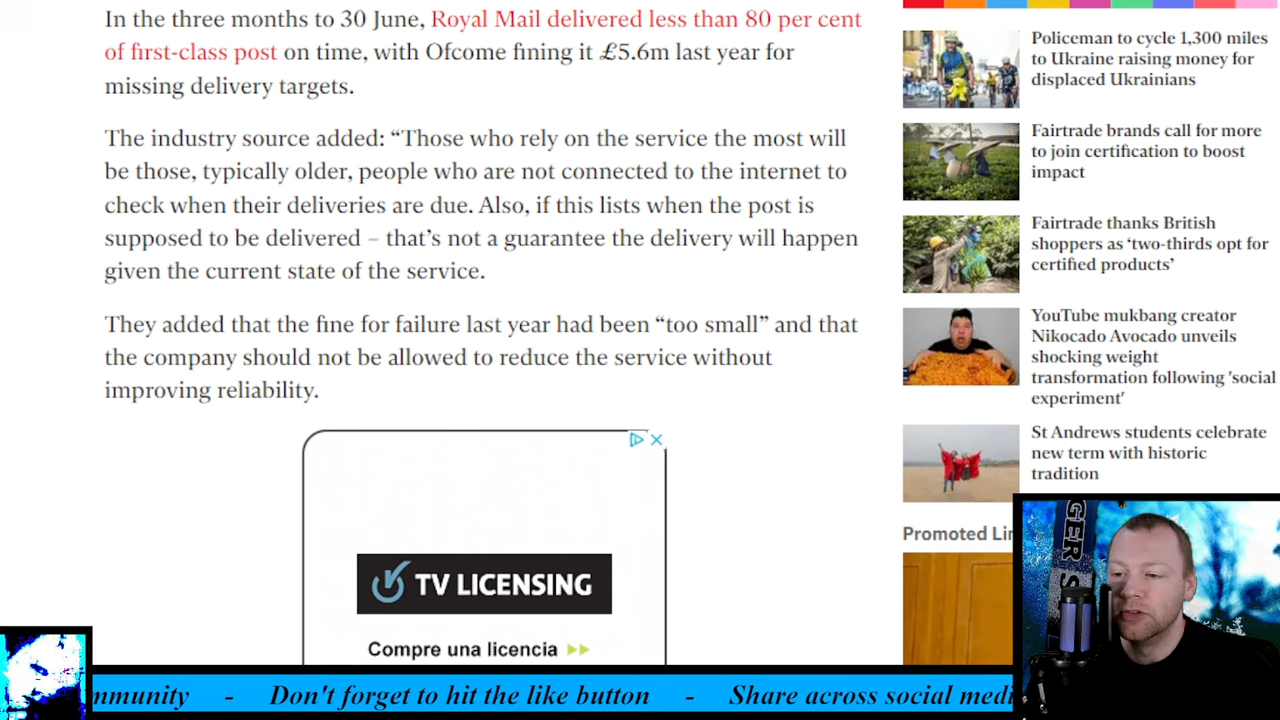 In the three months to 30 June, Royal Mail delivered less than 80 per cent
of first-class post on time, with Ofcome fining it £5.6m last year for
missing delivery targets.
The industry source added: “Those who rely on the service the most will
be those, typically older, people who are not connected to the internet to
check when their deliveries are due. Also, if this lists when the post is
supposed to be delivered – that’s not a guarantee the delivery will happen
given the current state of the service.
They added that the fine for failure last year had been “too small” and that
the company should not be allowed to reduce the service without
improving reliability.
TV LICENSING
Compre una licencia
Policeman to cycle 1,300 miles
to Ukraine raising money for
displaced Ukrainians
Fairtrade brands call for more
to join certification to boost
impact
Fairtrade thanks British
shoppers as ‘two-thirds opt for
certified products’
YouTube mukbang creator
Nikocado Avocado unveils
shocking weight
transformation following 'social
experiment'
St Andrews students celebrate
new term with historic
tradition
Promoted Lin
GER S
mmunity - Don't forget to hit the like button - Share across social medi